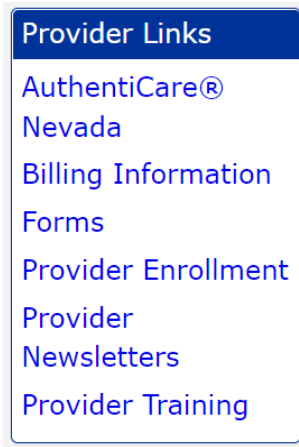 Provider Links
AuthentiCare®
Nevada
Billing Information
Forms
Provider Enrollment
Provider
Newsletters
Provider Training